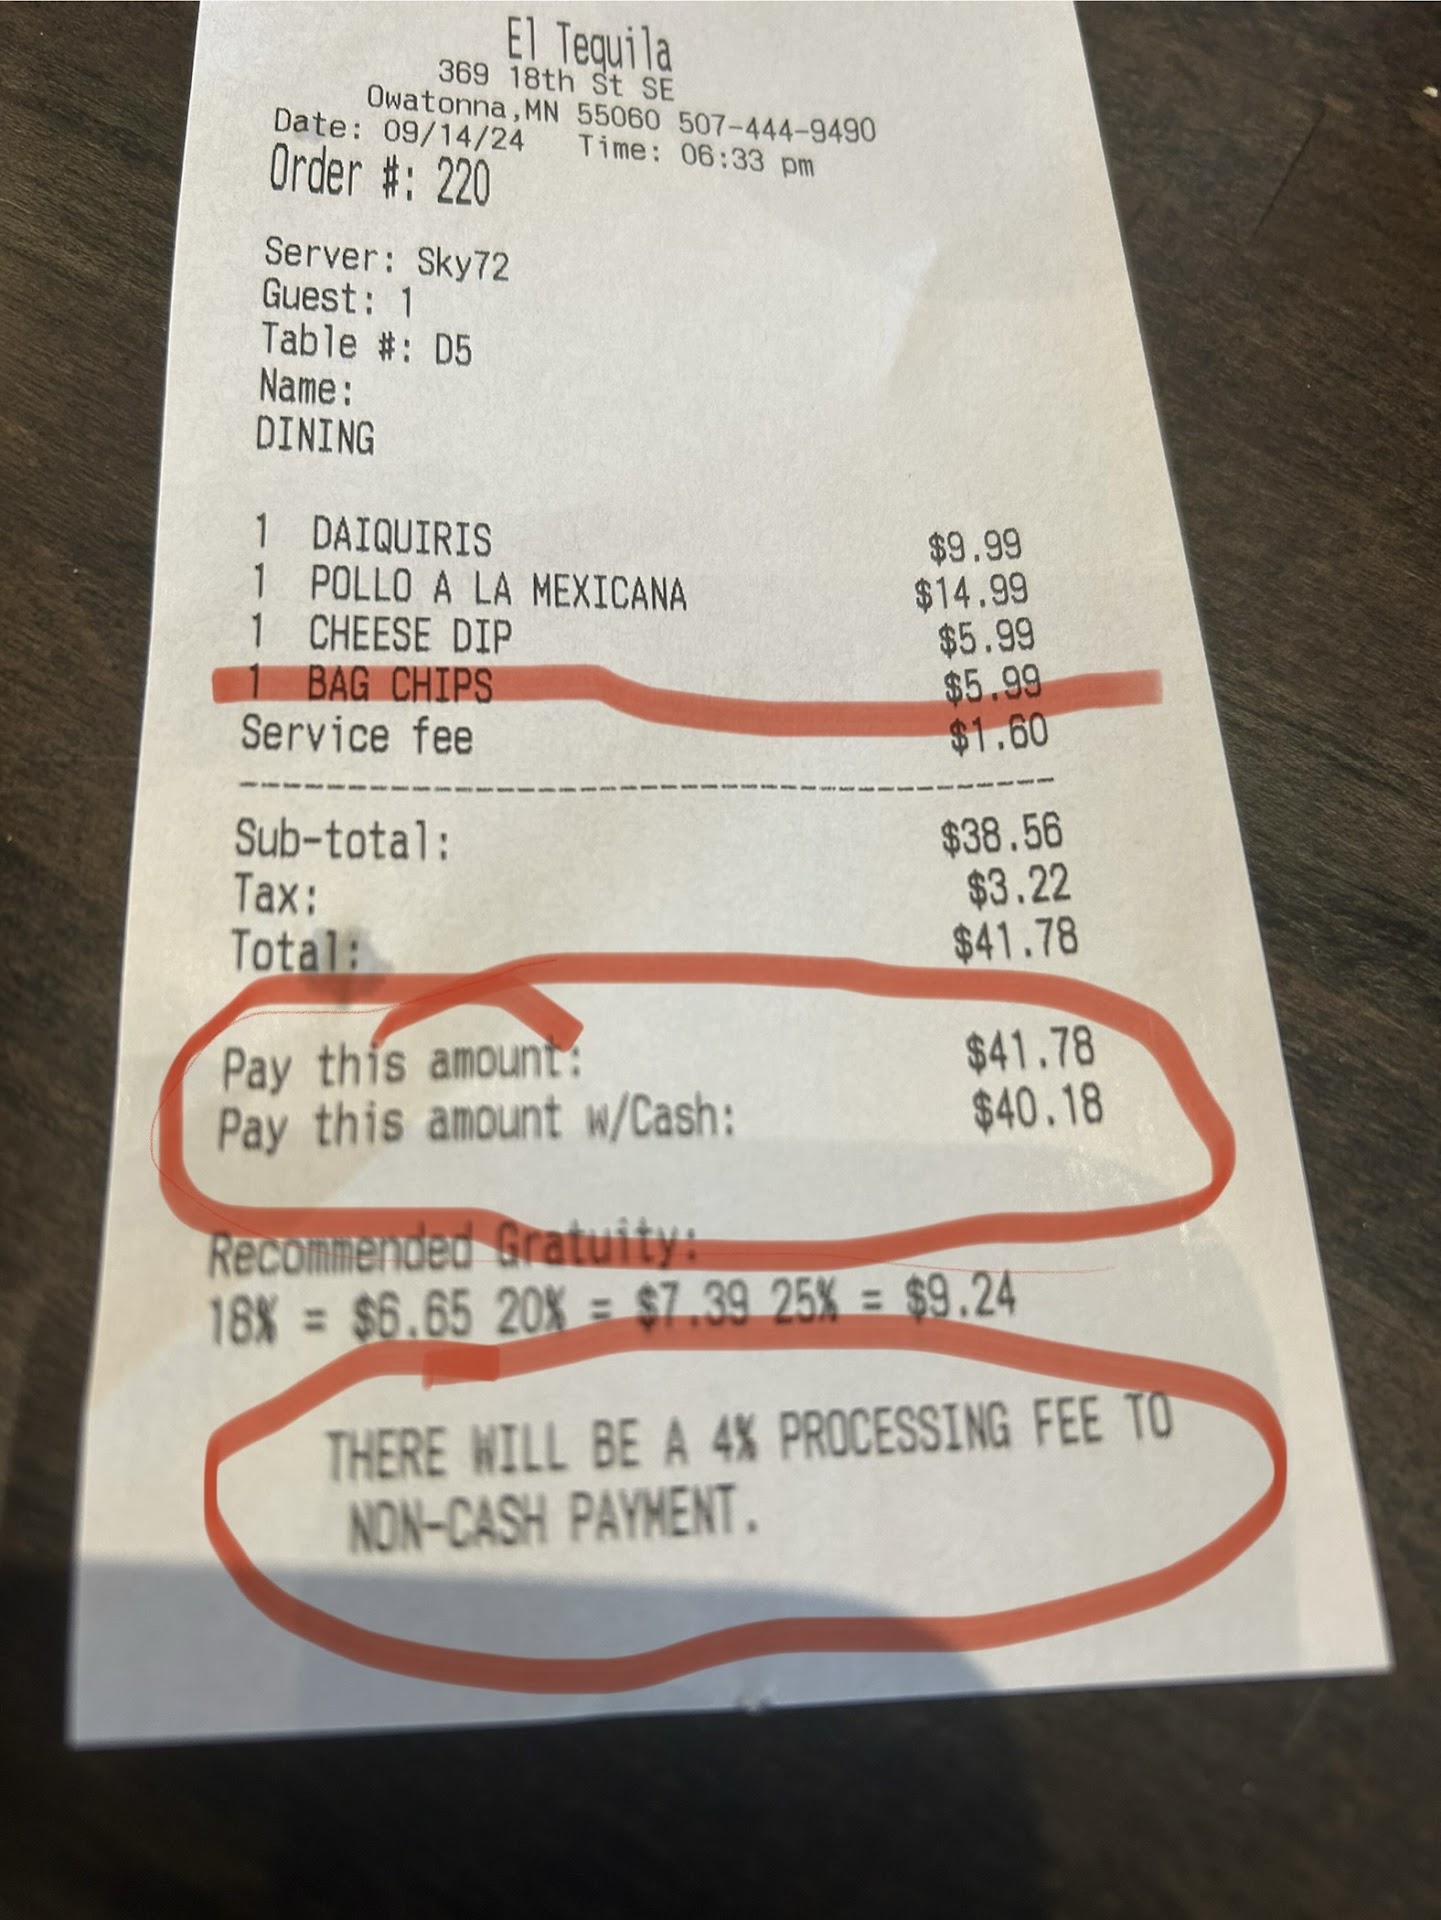 El Tequila
369 18th St SE
Owatonna,MN 55060 507-444-9490
Date: 09/14/24 Time: 06:33 pm
Order #: 220
Server: Sky72
Guest: 1
Table #: D5
Name:
DINING
1 DAIQUIRIS $9.99
1 POLLO A LA MEXICANA $14.99
1 CHEESE DIP $5.99
1 BAG CHIPS $5.99
Service fee $1.60
Sub-total: $38.56
Tax: $3.22
Total: $41.78
Pay this amount: $41.78
Pay this amount w/Cash: $40.18
Recommended Gratuity:
18% = $6.65 20% = $7.39 25% = $9.24
THERE WILL BE A 4% PROCESSING FEE TO
NON-CASH PAYMENT.